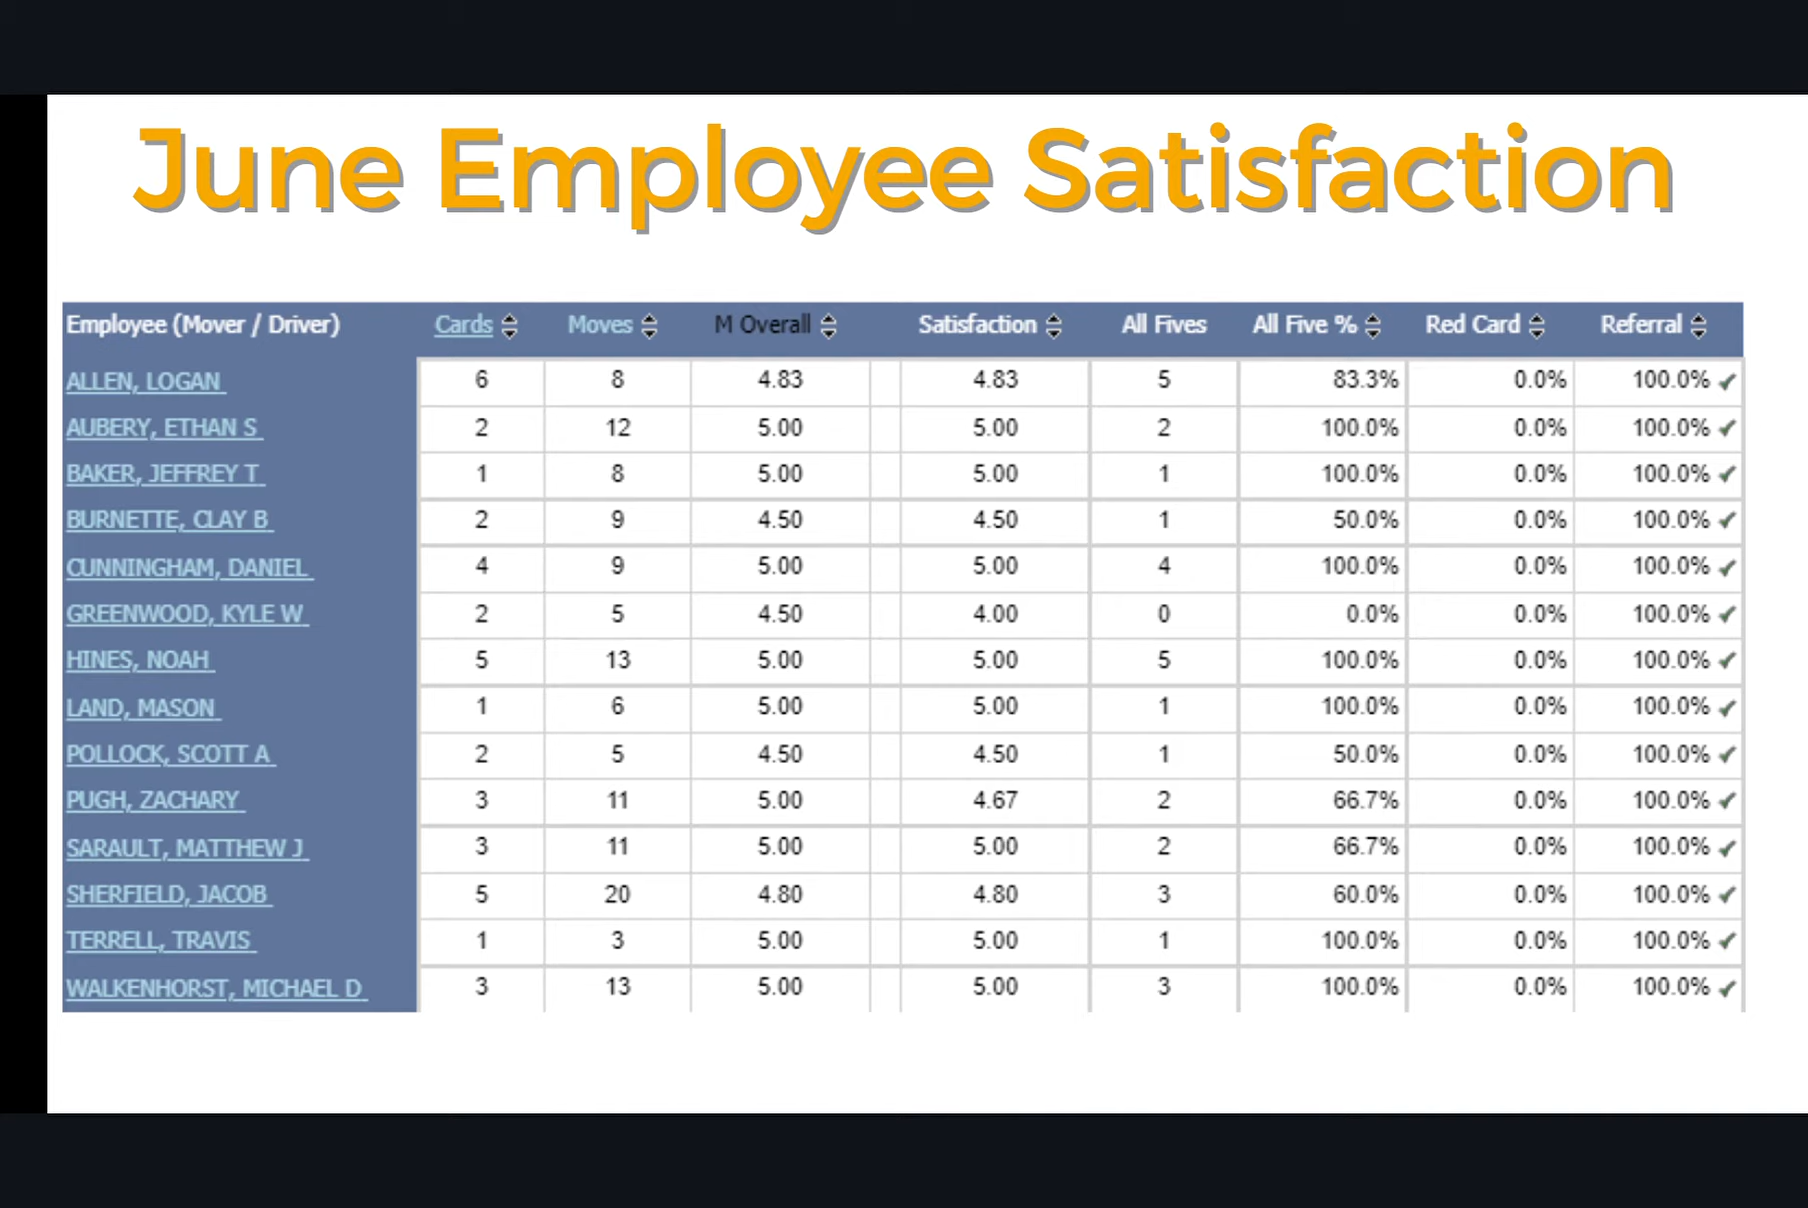 June Employee Satisfaction
Employee (Mover / Driver) Cards Moves M Overall Satisfaction All Fives All Five % Red Card Referral
ALLEN, LOGAN 6 8 4.83 4.83 5 83.3% 0.0% 100.0% ✔
AUBERY, ETHAN S 2 12 5.00 5.00 2 100.0% 0.0% 100.0% ✔
BAKER, JEFFREY T 1 8 5.00 5.00 1 100.0% 0.0% 100.0% ✔
BURNETTE, CLAY B 2 9 4.50 4.50 1 50.0% 0.0% 100.0% ✔
CUNNINGHAM, DANIEL 4 9 5.00 5.00 4 100.0% 0.0% 100.0% ✔
GREENWOOD, KYLE W 2 5 4.50 4.00 0 0.0% 0.0% 100.0% ✔
HINES, NOAH 5 13 5.00 5.00 5 100.0% 0.0% 100.0% ✔
LAND, MASON 1 6 5.00 5.00 1 100.0% 0.0% 100.0% ✔
POLLOCK, SCOTT A 2 5 4.50 4.50 1 50.0% 0.0% 100.0% ✔
PUGH, ZACHARY 3 11 5.00 4.67 2 66.7% 0.0% 100.0% ✔
SARAULT, MATTHEW J 3 11 5.00 5.00 2 66.7% 0.0% 100.0% ✔
SHERFIELD, JACOB 5 20 4.80 4.80 3 60.0% 0.0% 100.0% ✔
TERRELL, TRAVIS 1 3 5.00 5.00 1 100.0% 0.0% 100.0% ✔
WALKENHORST, MICHAEL D 3 13 5.00 5.00 3 100.0% 0.0% 100.0% ✔